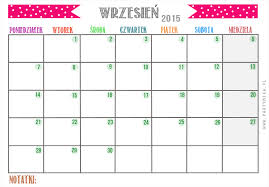 WRZESIEŃ 2015
PONIEDZIAŁEK WTOREK ŚRODA CZWARTEK PIĄTEK SOBOTA NIEDZIELA
1 2 3 4 5 6
7 8 9 10 11 12 13
14 15 16 17 18 19 20
21 22 23 24 25 26 27
28 29 30
NOTATKI: